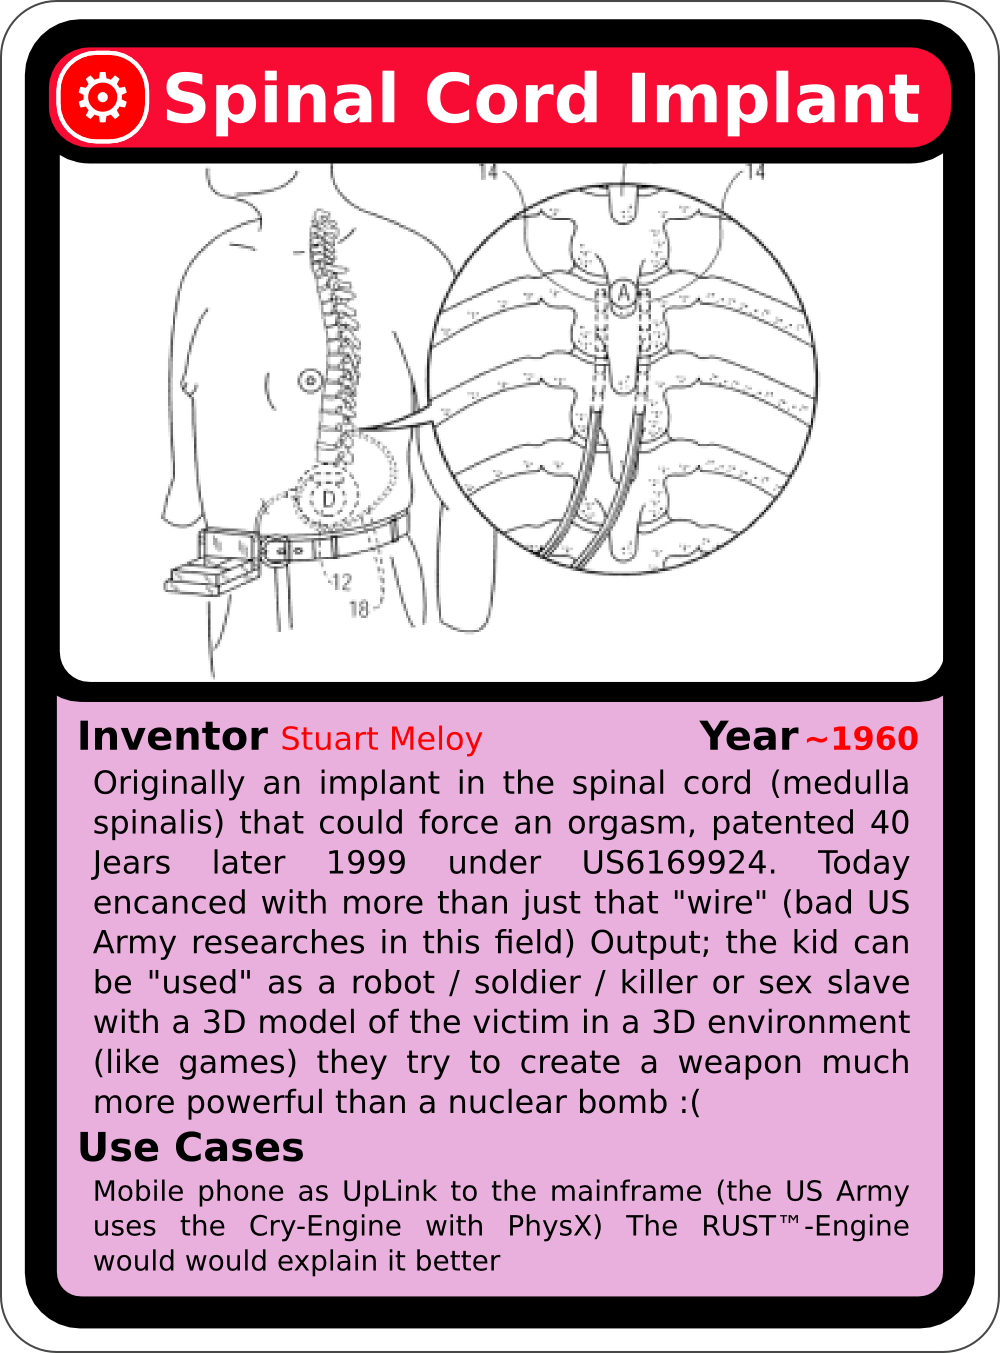 Spinal Cord Implant
14 14
A
D
12
18
Inventor Stuart Meloy Year ~1960
Originally an implant in the spinal cord (medulla
spinalis) that could force an orgasm, patented 40
Jears later 1999 under US6169924. Today
encanced with more than just that "wire" (bad US
Army researches in this field) Output; the kid can
be "used" as a robot / soldier / killer or sex slave
with a 3D model of the victim in a 3D environment
(like games) they try to create a weapon much
more powerful than a nuclear bomb :(
Use Cases
Mobile phone as UpLink to the mainframe (the US Army
uses the Cry-Engine with PhysX) The RUST™-Engine
would would explain it better